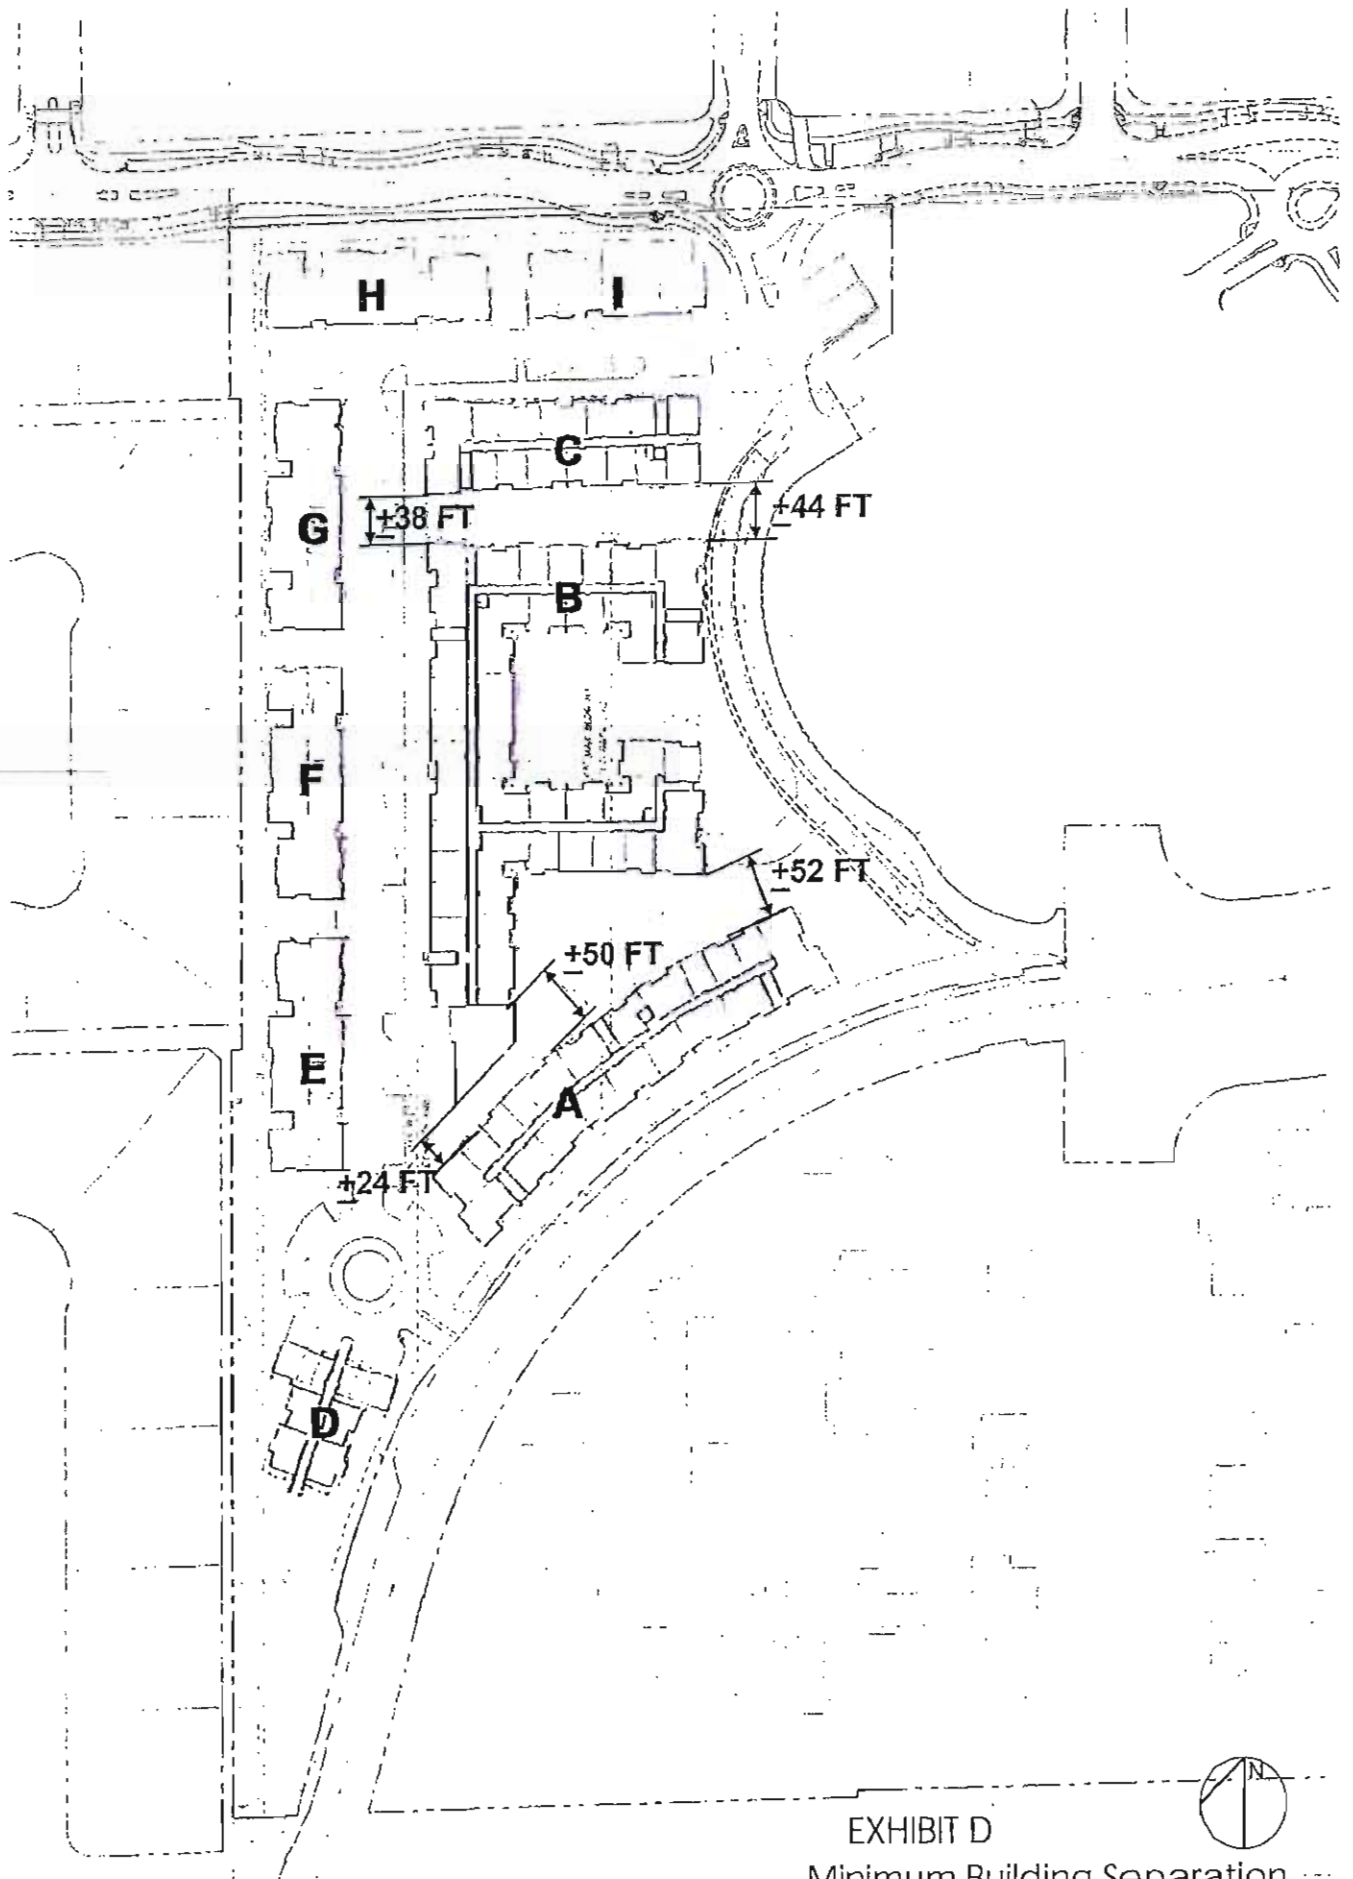 H
I
C
G
±38 FT
±44 FT
B
F
±52 FT
±50 FT
E
A
±24 FT
D
N
EXHIBIT D
Minimum Building Separation